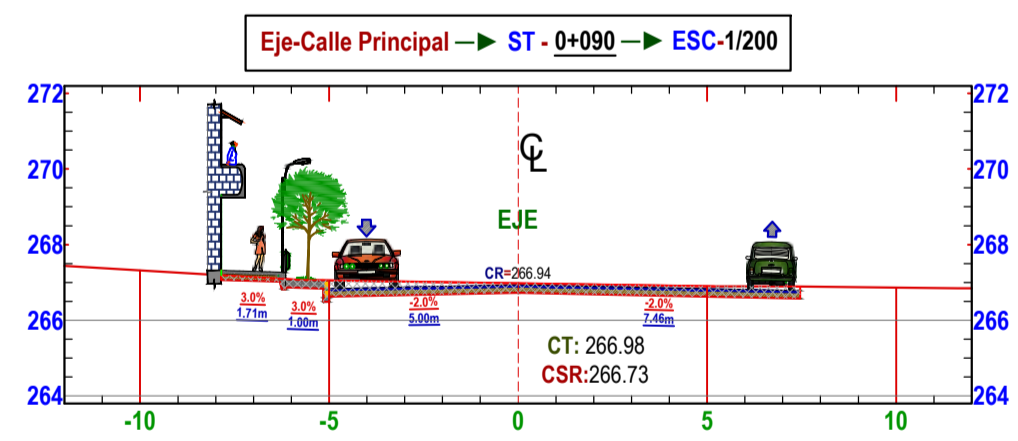 Eje-Calle Principal ST - 0+090 ESC-1/200
272 272
270 270
CL
EJE
268 268
CR=266.94
3.0% 3.0% -2.0% -2.0%
1.71m 1.00m 5.00m 7.46m
266 266
CT: 266.98
CSR:266.73
264 264
-10 -5 0 5 10